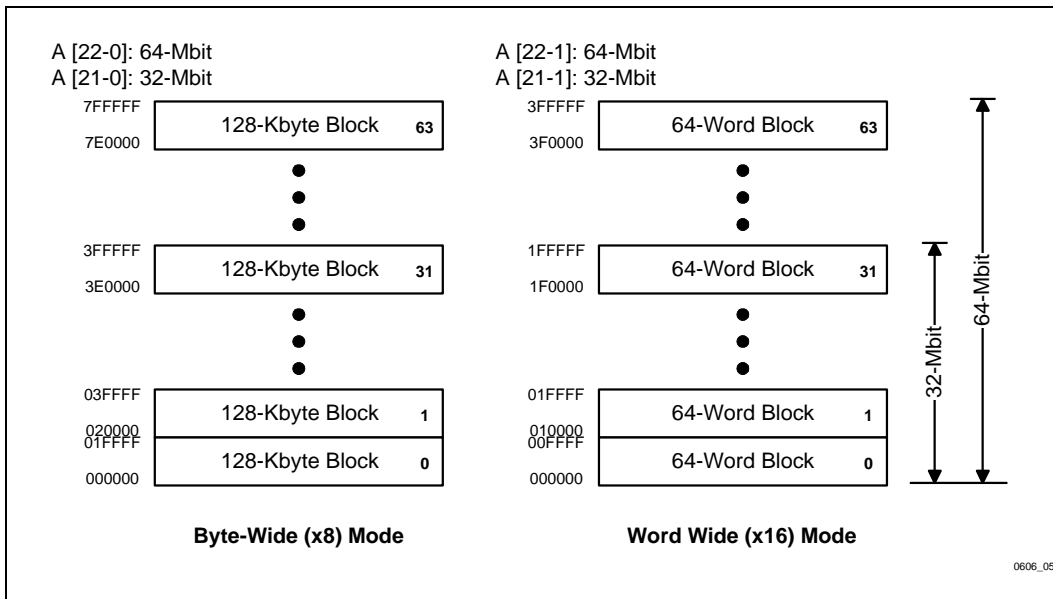 A [22-0]: 64-Mbit
A [21-0]: 32-Mbit
7FFFFF
128-Kbyte Block 63
7E0000
3FFFFF
128-Kbyte Block 31
3E0000
03FFFF
128-Kbyte Block 1
020000
01FFFF
128-Kbyte Block 0
000000
Byte-Wide (x8) Mode
A [22-1]: 64-Mbit
A [21-1]: 32-Mbit
3FFFFF
64-Word Block 63
3F0000
1FFFFF
64-Word Block 31
1F0000
01FFFF
64-Word Block 1
010000
00FFFF
64-Word Block 0
000000
Word Wide (x16) Mode
32-Mbit
64-Mbit
0606_05